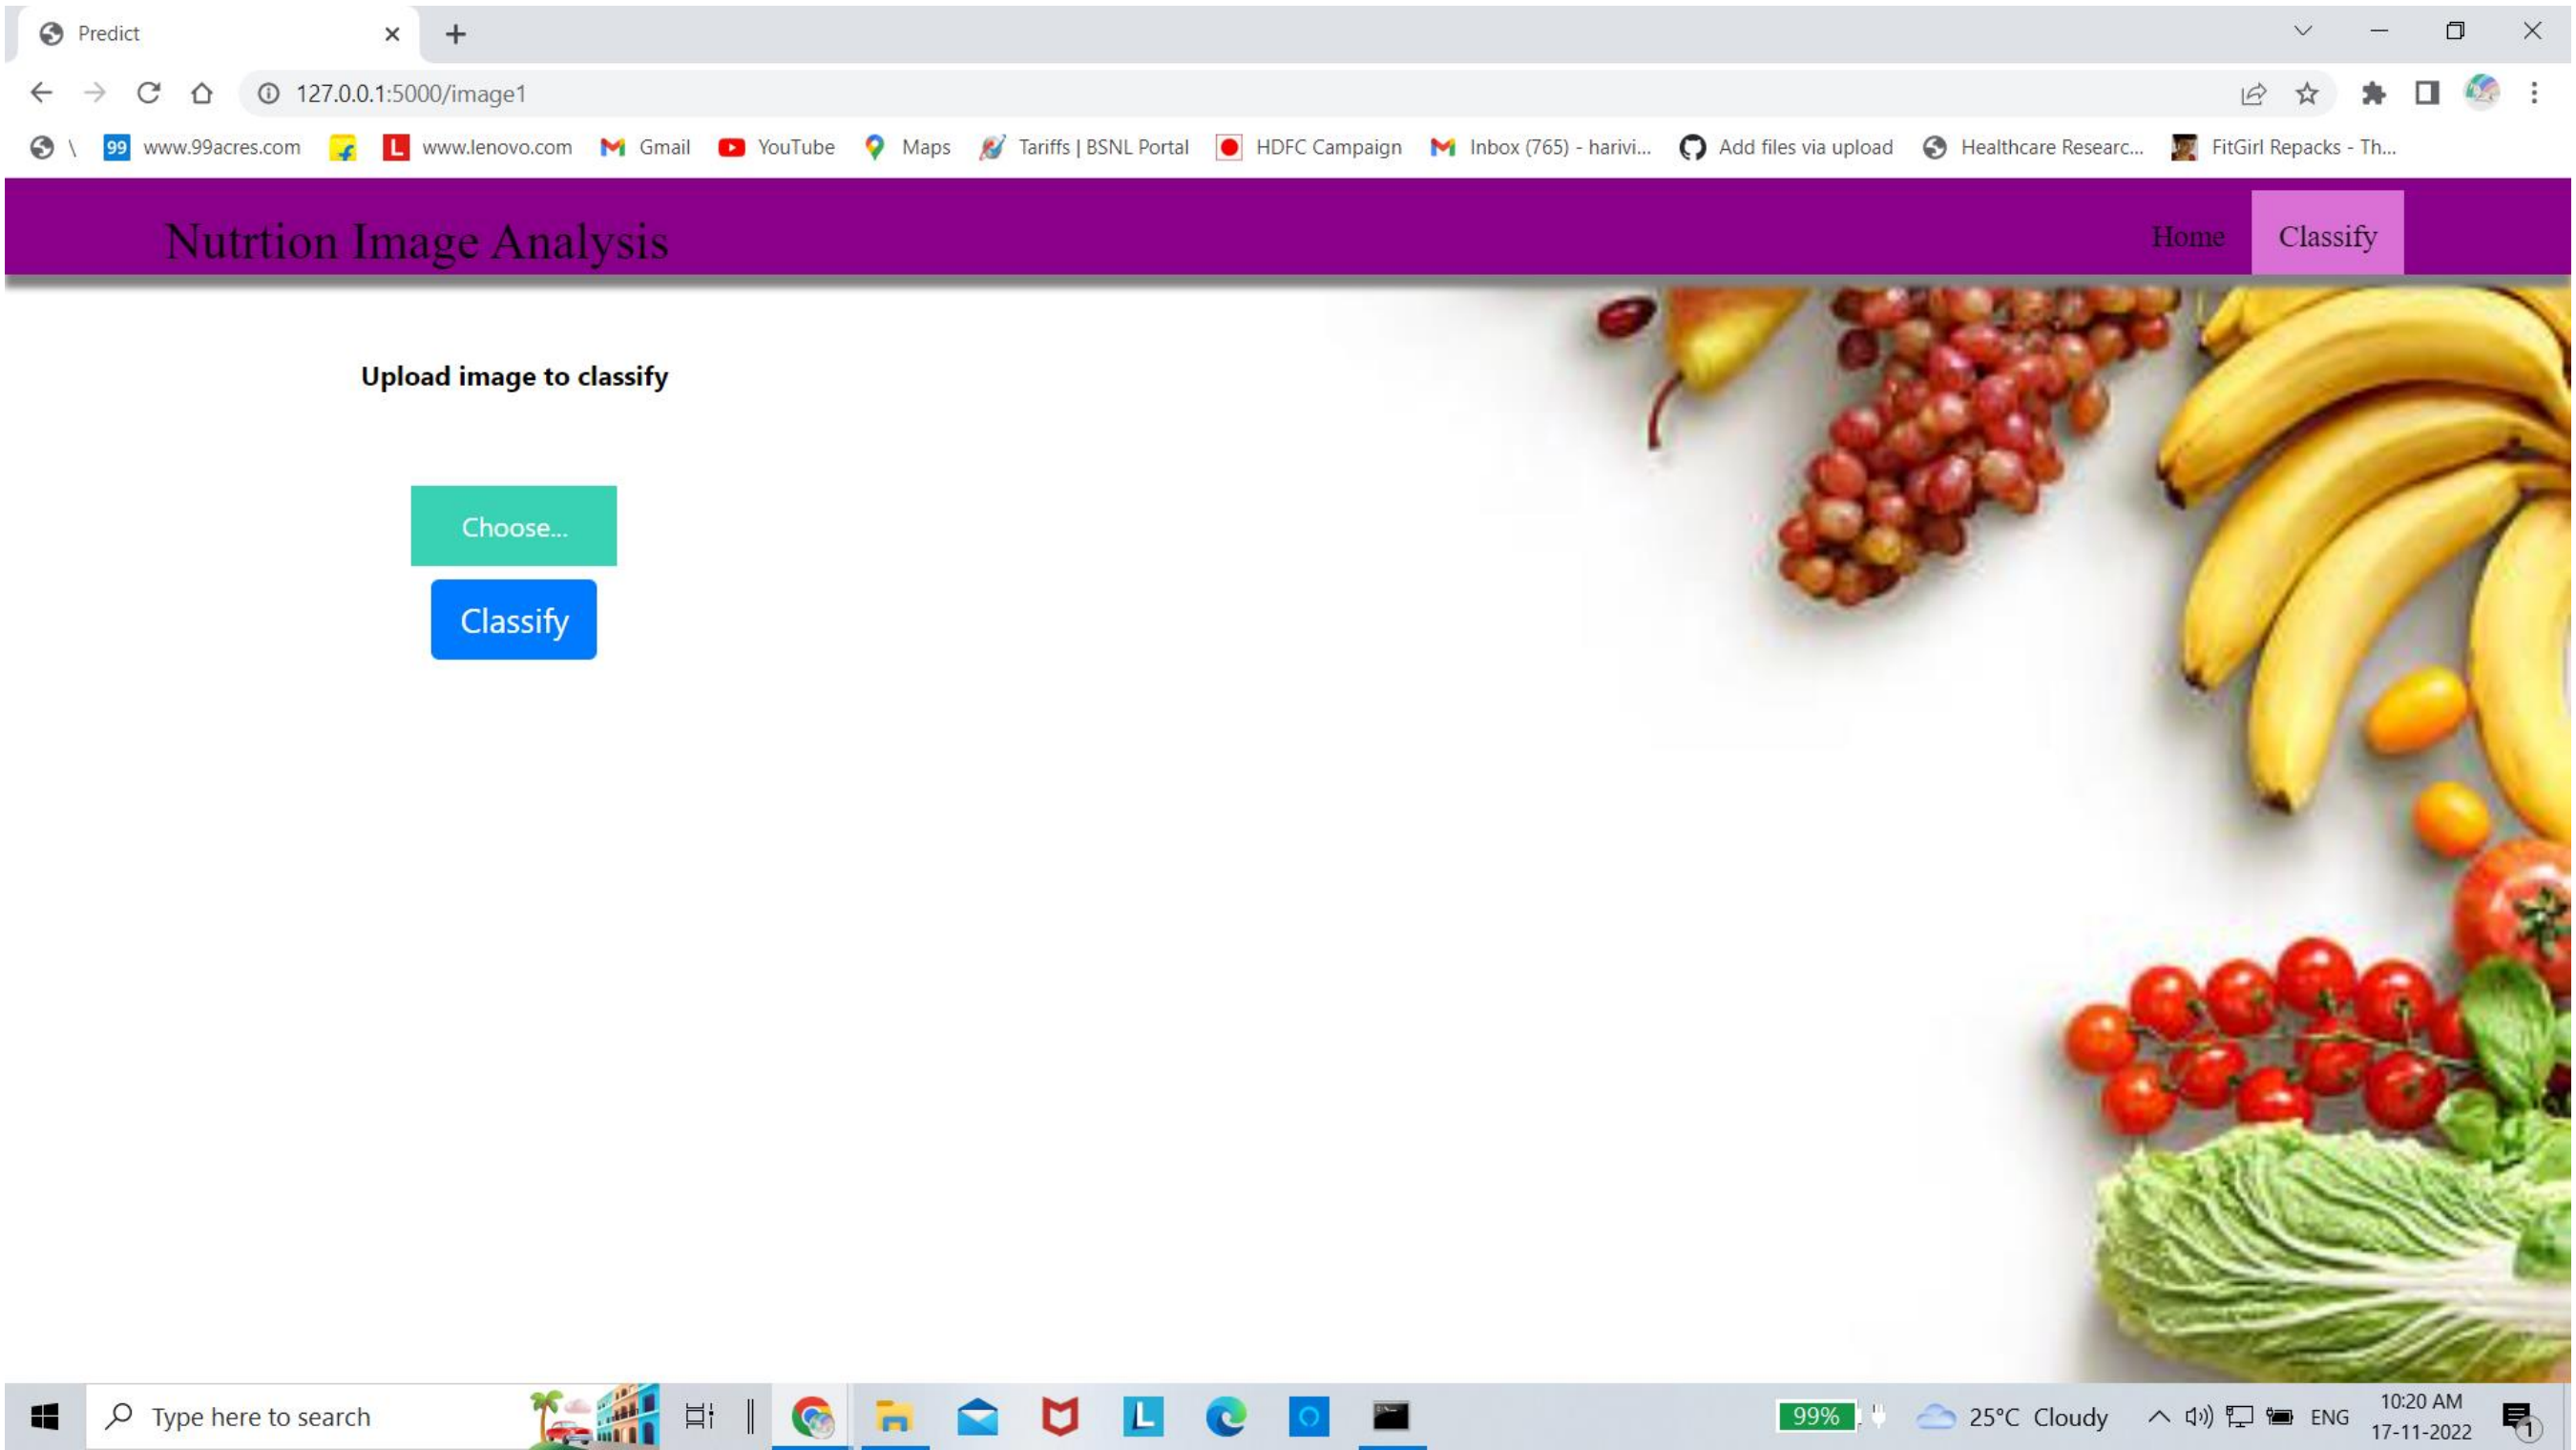 Predict
127.0.0.1:5000/image1
\ 99 www.99acres.com L www.lenovo.com Gmail YouTube Maps Tariffs | BSNL Portal HDFC Campaign Inbox (765) - harivi... Add files via upload Healthcare Researc... FitGirl Repacks - Th...
Nutrtion Image Analysis
Home Classify
Upload image to classify
Choose...
Classify
Type here to search
L
99% 25°C Cloudy ENG 10:20 AM
17-11-2022
1